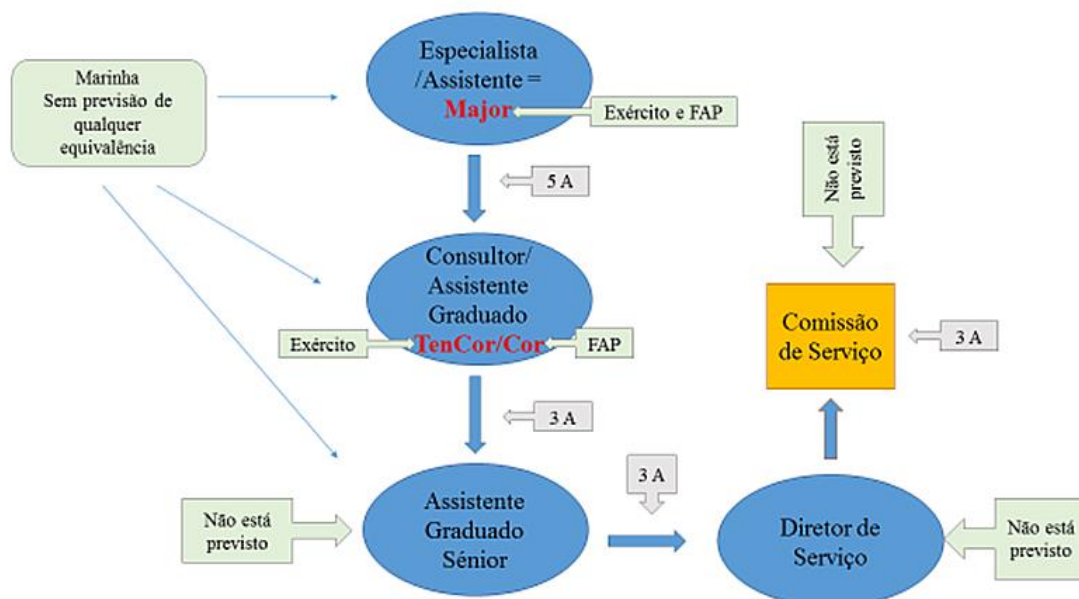 Marinha
Sem previsão de
qualquer
equivalência
Especialista
/Assistente =
Major
Exército e FAP
5 A
Consultor/
Assistente
Graduado
TenCor/Cor
Exército
FAP
3 A
Assistente
Graduado
Sénior
Não está
previsto
3 A
Diretor de
Serviço
Não está
previsto
Comissão
de Serviço
3 A
Não está
previsto